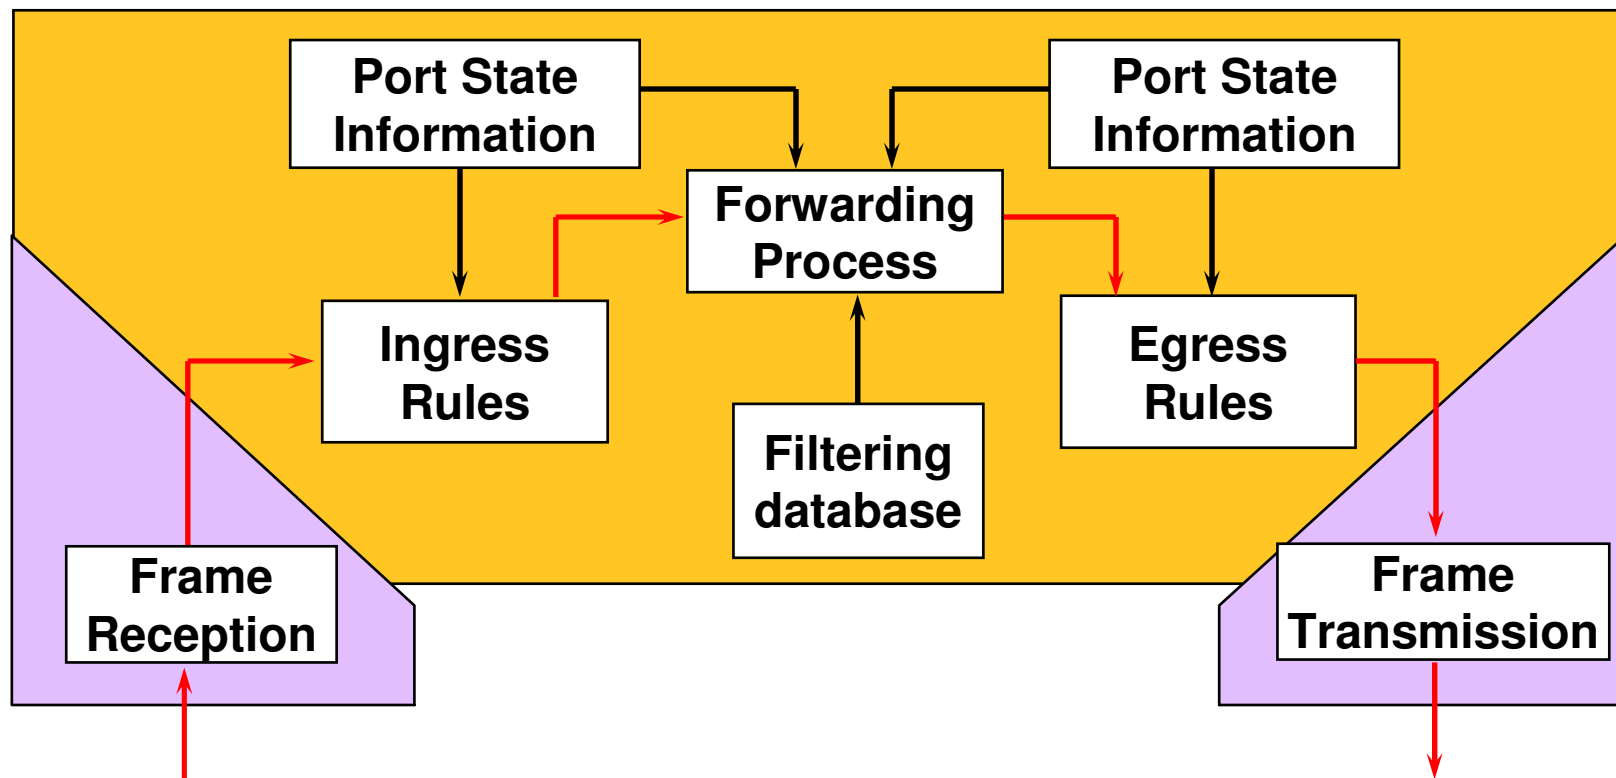 Port State
Information
Port State
Information
Forwarding
Process
Ingress
Rules
Egress
Rules
Filtering
database
Frame
Reception
Frame
Transmission